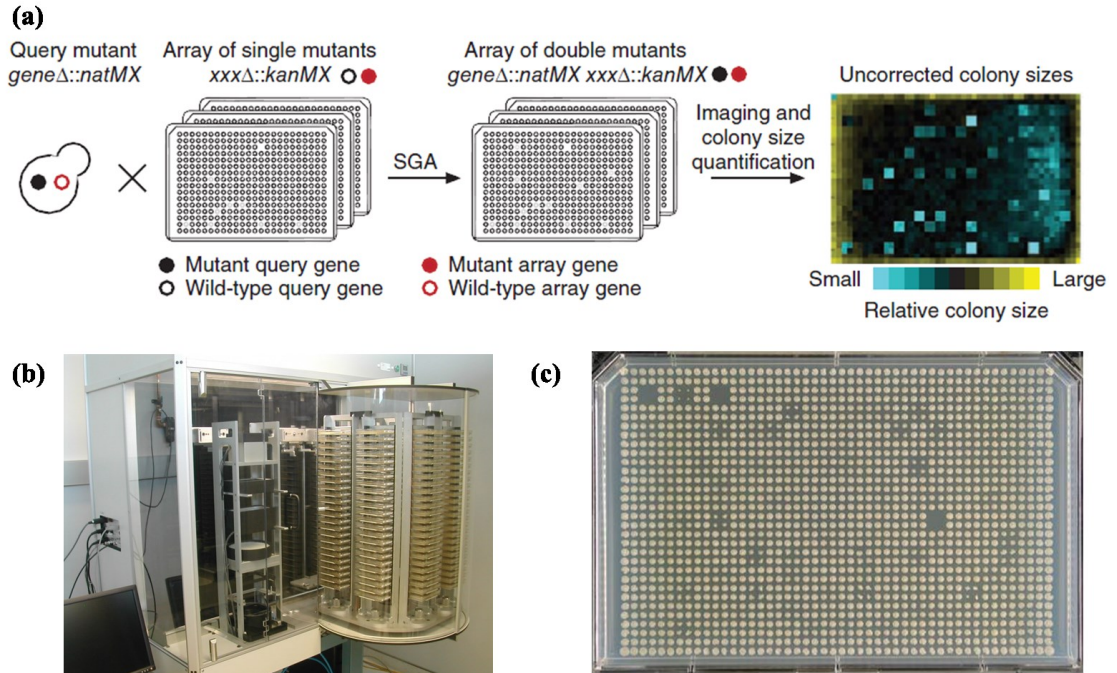 (a)
Query mutant
geneΔ::natMX
Array of single mutants
xxxΔ::kanMX
Array of double mutants
geneΔ::natMX xxxΔ::kanMX
SGA
Imaging and
colony size
quantification
Uncorrected colony sizes
Small
Large
Relative colony size
Mutant query gene
Wild-type query gene
Mutant array gene
Wild-type array gene
(b)
(c)